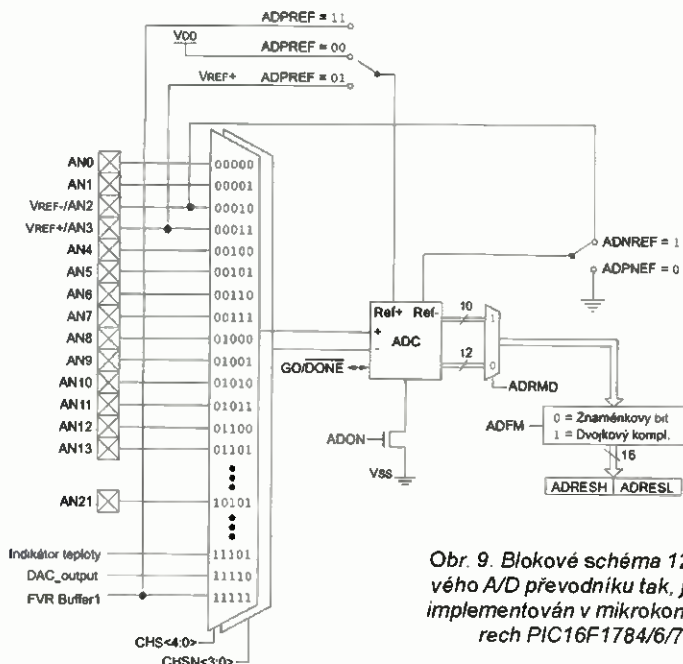 ADPREF = 11
VDD
ADPREF = 00
VREF+
ADPREF = 01
AN0
00000
AN1
00001
VREF-/AN2
00010
VREF+/AN3
00011
AN4
00100
AN5
00101
AN6
00110
AN7
00111
AN8
01000
AN9
01001
AN10
01010
AN11
01011
AN12
01100
AN13
01101
AN21
10101
Indikátor teploty
11101
DAC_output
11110
FVR Buffer1
11111
CHS<4:0>
CHSN<3:0>
ADNREF = 1
ADPNEF = 0
Ref+ Ref-
+
-
ADC
GO/DONE
10
12
1
0
ADRMD
ADON
VSS
ADFM
0 = Znaménkový bit
1 = Dvojkový kompl.
16
ADRESH ADRESL
Obr. 9. Blokové schéma 12
vého A/D převodníku tak, j
implementován v mikrokon
rech PIC16F1784/6/7